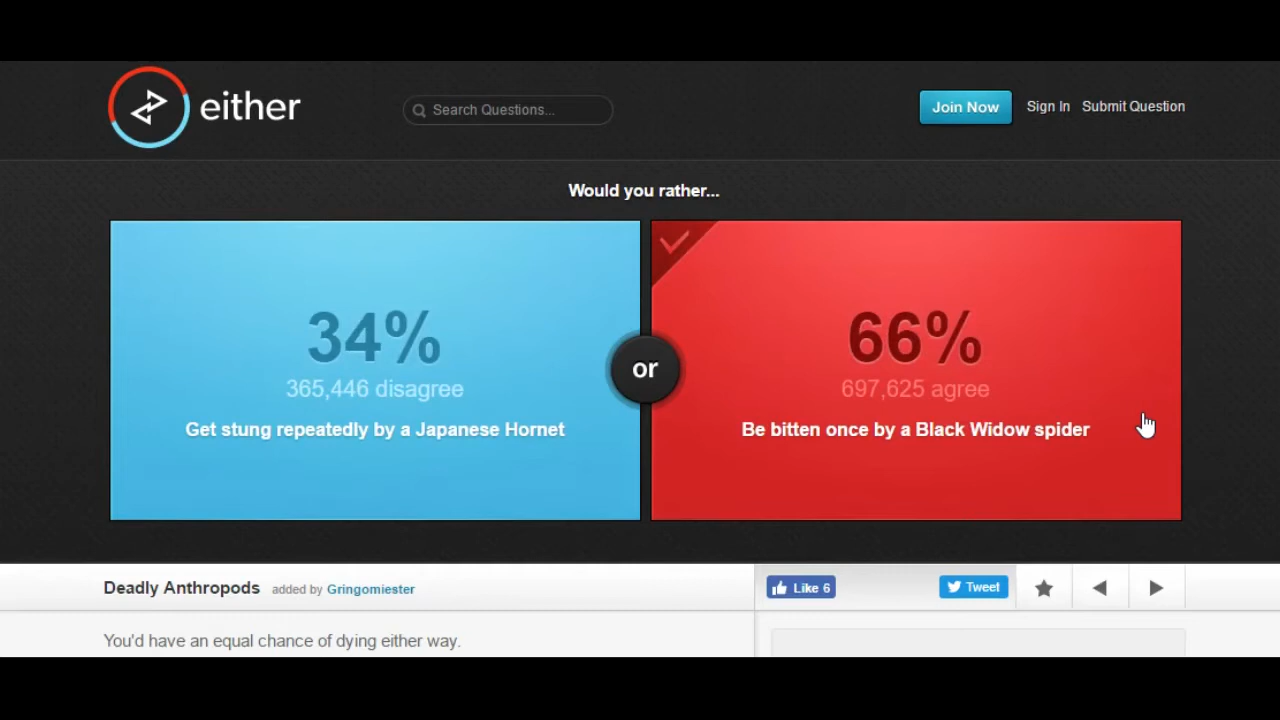 either
Search Questions...
Join Now
Sign In
Submit Question
Would you rather...
34%
365,446 disagree
Get stung repeatedly by a Japanese Hornet
or
66%
697,625 agree
Be bitten once by a Black Widow spider
Deadly Anthropods added by Gringomiester
Like 6
Tweet
You'd have an equal chance of dying either way.